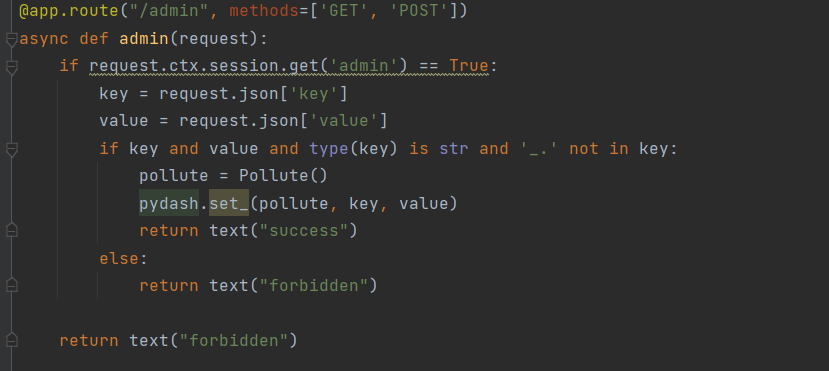 @app.route("/admin", methods=['GET', 'POST'])
async def admin(request):
    if request.ctx.session.get('admin') == True:
        key = request.json['key']
        value = request.json['value']
        if key and value and type(key) is str and '_.' not in key:
            pollute = Pollute()
            pydash.set_(pollute, key, value)
            return text("success")
        else:
            return text("forbidden")
    return text("forbidden")